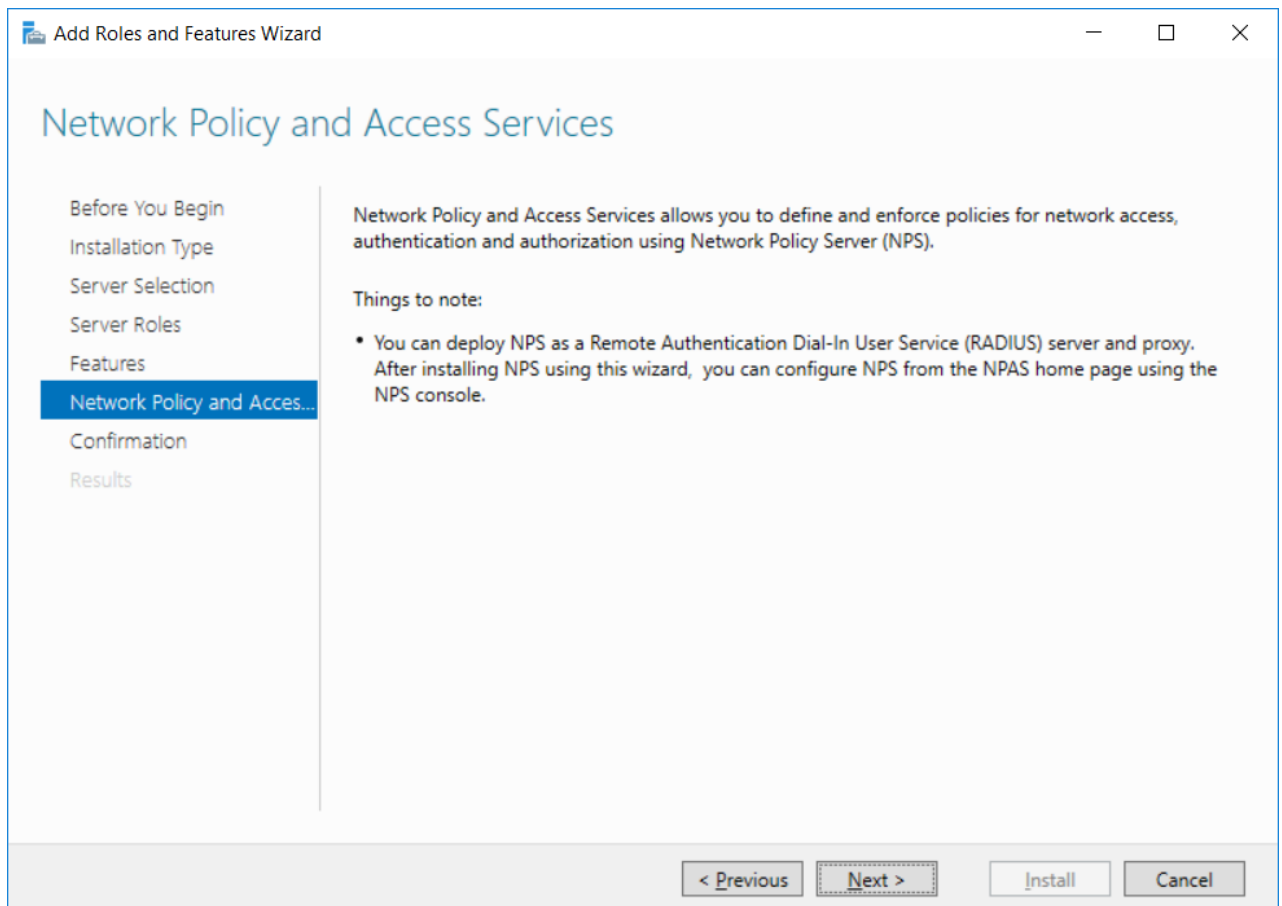 Add Roles and Features Wizard
Network Policy and Access Services
Before You Begin
Installation Type
Server Selection
Server Roles
Features
Network Policy and Acces...
Confirmation
Results
Network Policy and Access Services allows you to define and enforce policies for network access,
authentication and authorization using Network Policy Server (NPS).
Things to note:
• You can deploy NPS as a Remote Authentication Dial-In User Service (RADIUS) server and proxy.
After installing NPS using this wizard, you can configure NPS from the NPAS home page using the
NPS console.
< Previous
Next >
Install
Cancel